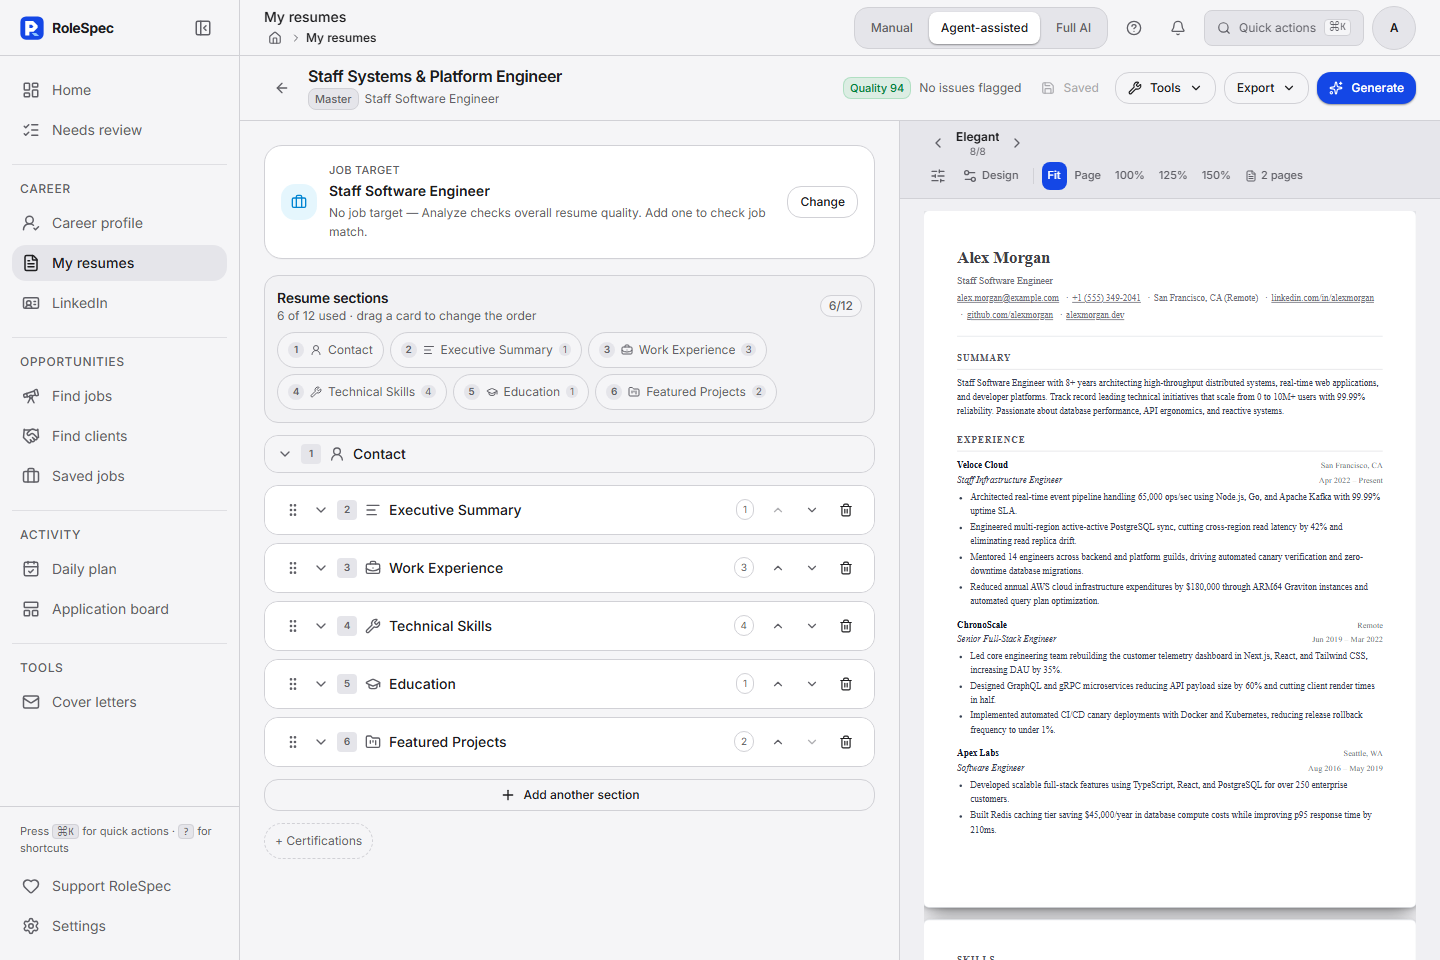 RoleSpec
Home
Needs review
CAREER
Career profile
My resumes
LinkedIn
OPPORTUNITIES
Find jobs
Find clients
Saved jobs
ACTIVITY
Daily plan
Application board
TOOLS
Cover letters
Press ⌘K for quick actions · ? for
shortcuts
Support RoleSpec
Settings
My resumes
My resumes
Manual
Agent-assisted
Full AI
Quick actions ⌘K
A
Staff Systems & Platform Engineer
Master Staff Software Engineer
Quality 94
No issues flagged
Saved
Tools
Export
Generate
JOB TARGET
Staff Software Engineer
No job target — Analyze checks overall resume quality. Add one to check job
match.
Change
Resume sections
6 of 12 used · drag a card to change the order
6/12
1 Contact
2 Executive Summary 1
3 Work Experience 3
4 Technical Skills 4
5 Education 1
6 Featured Projects 2
1 Contact
2 Executive Summary 1
3 Work Experience 3
4 Technical Skills 4
5 Education 1
6 Featured Projects 2
+ Add another section
+ Certifications
Elegant
8/8
Design
Fit
Page
100%
125%
150%
2 pages
Alex Morgan
Staff Software Engineer
alex.morgan@example.com · +1 (555) 349-2041 · San Francisco, CA (Remote) · linkedin.com/in/alexmorgan
· github.com/alexmorgan · alexmorgan.dev
SUMMARY
Staff Software Engineer with 8+ years architecting high-throughput distributed systems, real-time web applications,
and developer platforms. Track record leading technical initiatives that scale from 0 to 10M+ users with 99.99%
reliability. Passionate about database performance, API ergonomics, and reactive systems.
EXPERIENCE
Veloce Cloud San Francisco, CA
Staff Infrastructure Engineer Apr 2022 – Present
• Architected real-time event pipeline handling 65,000 ops/sec using Node.js, Go, and Apache Kafka with 99.99%
uptime SLA.
• Engineered multi-region active-active PostgreSQL sync, cutting cross-region read latency by 42% and
eliminating read replica drift.
• Mentored 14 engineers across backend and platform guilds, driving automated canary verification and zero-
downtime database migrations.
• Reduced annual AWS cloud infrastructure expenditures by $180,000 through ARM64 Graviton instances and
automated query plan optimization.
ChronoScale Remote
Senior Full-Stack Engineer Jun 2019 – Mar 2022
• Led core engineering team rebuilding the customer telemetry dashboard in Next.js, React, and Tailwind CSS,
increasing DAU by 35%.
• Designed GraphQL and gRPC microservices reducing API payload size by 60% and cutting client render times
in half.
• Implemented automated CI/CD canary deployments with Docker and Kubernetes, reducing release rollback
frequency to under 1%.
Apex Labs Seattle, WA
Software Engineer Aug 2016 – May 2019
• Developed scalable full-stack features using TypeScript, React, and PostgreSQL for over 250 enterprise
customers.
• Built Redis caching tier saving $45,000/year in database compute costs while improving p95 response time by
210ms.
SKILLS